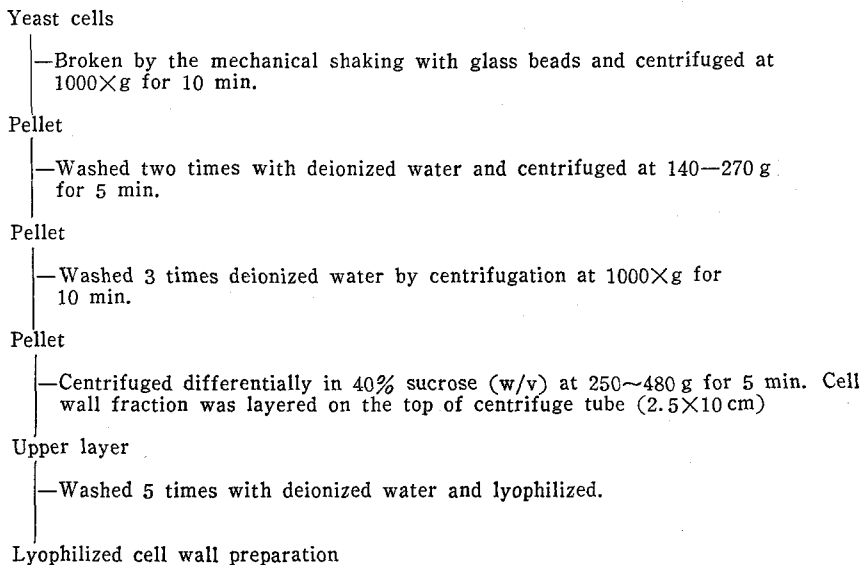 Yeast cells
—Broken by the mechanical shaking with glass beads and centrifuged at
1000×g for 10 min.
Pellet
—Washed two times with deionized water and centrifuged at 140—270 g
for 5 min.
Pellet
—Washed 3 times deionized water by centrifugation at 1000×g for
10 min.
Pellet
—Centrifuged differentially in 40% sucrose (w/v) at 250~480 g for 5 min. Cell
wall fraction was layered on the top of centrifuge tube (2.5×10 cm)
Upper layer
—Washed 5 times with deionized water and lyophilized.
Lyophilized cell wall preparation